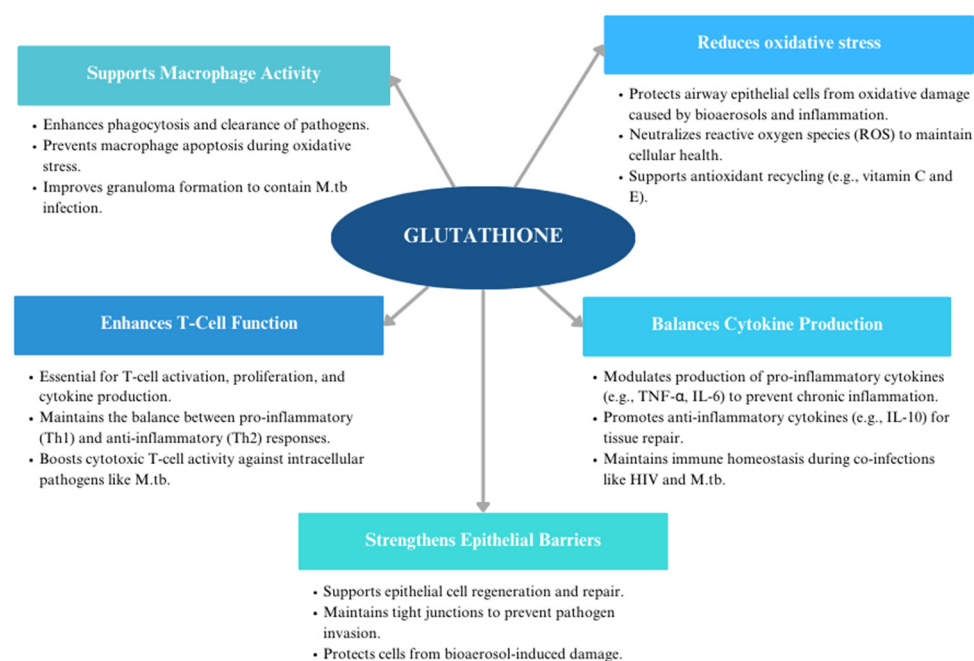 Supports Macrophage Activity
• Enhances phagocytosis and clearance of pathogens.
• Prevents macrophage apoptosis during oxidative
stress.
• Improves granuloma formation to contain M.tb
infection.
Reduces oxidative stress
• Protects airway epithelial cells from oxidative damage
caused by bioaerosols and inflammation.
• Neutralizes reactive oxygen species (ROS) to maintain
cellular health.
• Supports antioxidant recycling (e.g., vitamin C and
E).
GLUTATHIONE
Enhances T-Cell Function
• Essential for T-cell activation, proliferation, and
cytokine production.
• Maintains the balance between pro-inflammatory
(Th1) and anti-inflammatory (Th2) responses.
• Boosts cytotoxic T-cell activity against intracellular
pathogens like M.tb.
Balances Cytokine Production
• Modulates production of pro-inflammatory cytokines
(e.g., TNF-α, IL-6) to prevent chronic inflammation.
• Promotes anti-inflammatory cytokines (e.g., IL-10) for
tissue repair.
• Maintains immune homeostasis during co-infections
like HIV and M.tb.
Strengthens Epithelial Barriers
• Supports epithelial cell regeneration and repair.
• Maintains tight junctions to prevent pathogen
invasion.
• Protects cells from bioaerosol-induced damage.